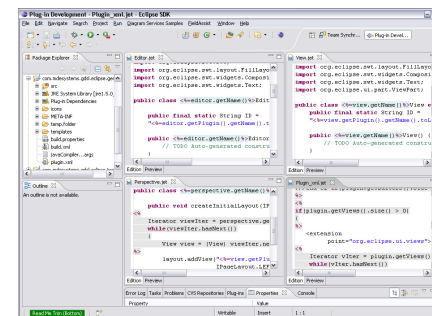 Plug-in Development - Plugin_xml.jet - Eclipse SDK
File Edit Navigate Search Project Run Diagram Services Samples FieldAssist Window Help
Team Synchr... Plug-in Devel...
Package Explorer
com.mdesystems.gdd.eclipse.ge
src
JRE System Library [jre1.5.0_
Plug-in Dependencies
icons
META-INF
temp.folder
templates
build.properties
build.xml
javaCompiler...args
plugin.xml
Outline
An outline is not available.
Editor.jet
import org.eclipse.swt.layout.FillLayo
import org.eclipse.swt.widgets.Composi
import org.eclipse.swt.widgets.Text;
public class <%=editor.getName()%>Edit
public final static String ID =
"<%=editor.getPlugin().getName().t
public <%=editor.getName()%>Editor
// TODO Auto-generated constru
Edition Preview
View.jet
import org.eclipse.swt.layout.FillLayo
import org.eclipse.swt.widgets.Composi
import org.eclipse.swt.widgets.Text;
import org.eclipse.ui.part.ViewPart;
public class <%=view.getName()%>View e
public final static String ID =
"<%=view.getPlugin().getName().toL
public <%=view.getName()%>View() {
// TODO Auto-generated constru
}
Edition Preview
Perspective.jet
public class <%=perspective.getName()%
public void createInitialLayout(IP
<%
Iterator viewIter = perspective.ge
while(viewIter.hasNext())
{
View view = (View) viewIter.ne
%>
layout.addView("<%=view.getPlu
IPageLayout.LEF
Edition Preview
Plugin_xml.jet
%>
<%
if(plugin.getViews().size() > 0)
{
%>
<extension
point="org.eclipse.ui.views">
<%
Iterator vIter = plugin.getViews()
while(vIter.hasNext())
Edition Preview
Error Log Tasks Problems CVS Repositories Plug-ins Properties Console
Property Value
Read Me Trim (Bottom) Writable Insert 1 : 1